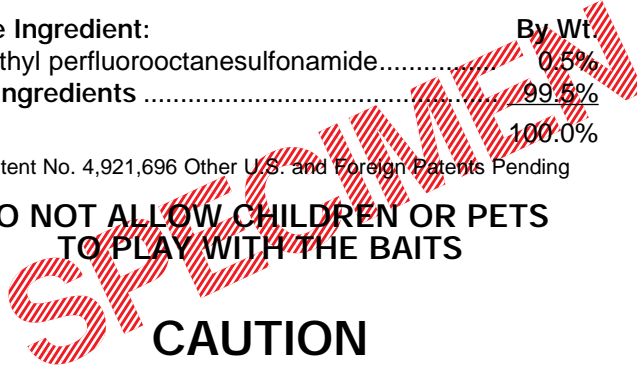 e Ingredient: By Wt.
thyl perfluorooctanesulfonamide................ 0.5%
ngredients ................................................ 99.5%
100.0%
tent No. 4,921,696 Other U.S. and Foreign Patents Pending
O NOT ALLOW CHILDREN OR PETS
TO PLAY WITH THE BAITS
SPECIMEN
CAUTION